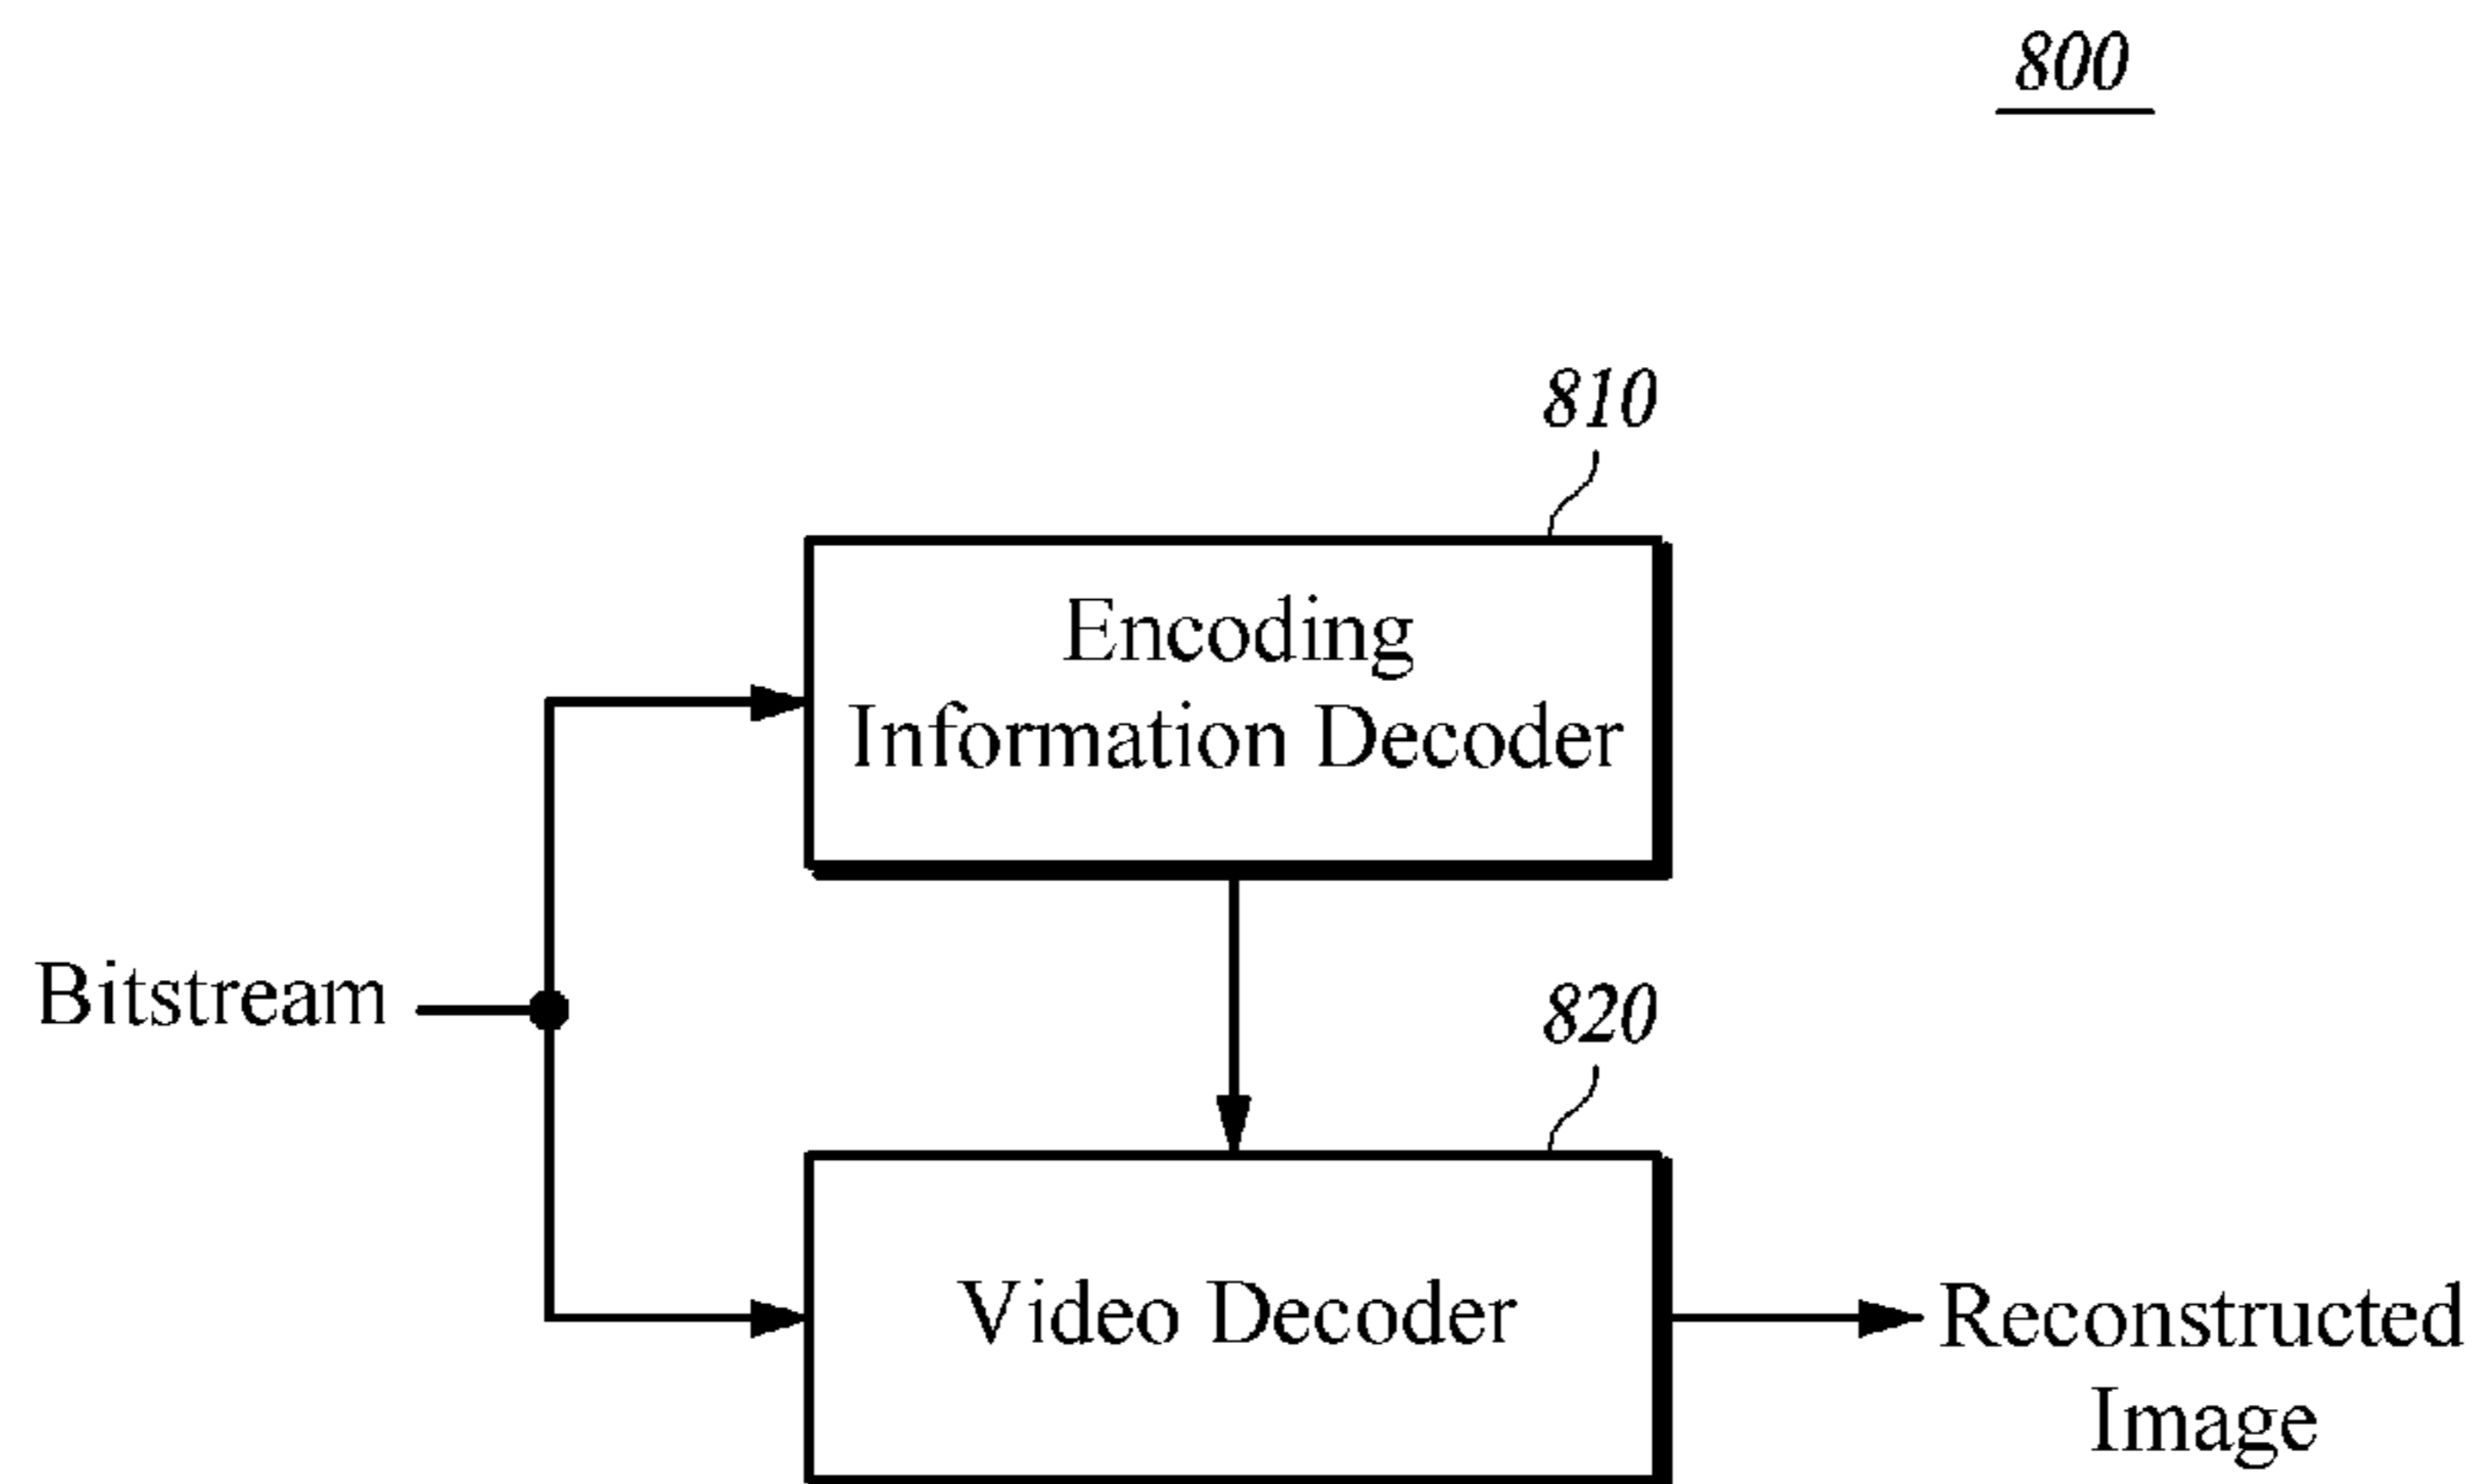 800
810
Encoding
Information Decoder
Bitstream
820
Video Decoder
Reconstructed
Image